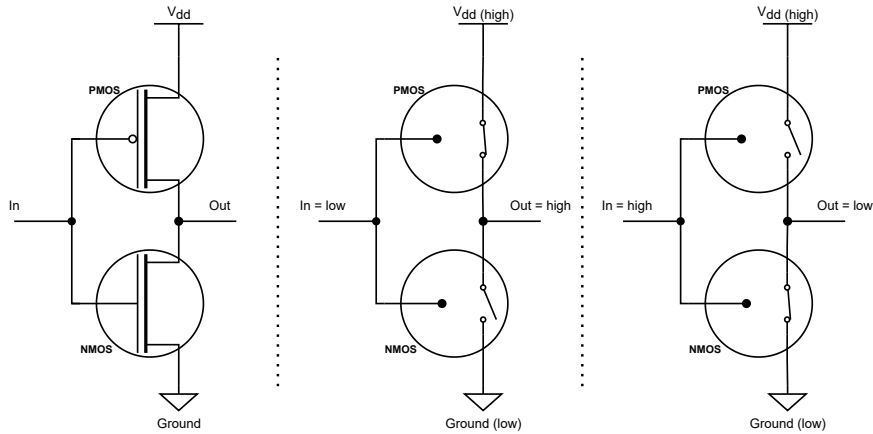 Vdd
PMOS
In
Out
NMOS
Ground
Vdd (high)
PMOS
In = low
Out = high
NMOS
Ground (low)
Vdd (high)
PMOS
In = high
Out = low
NMOS
Ground (low)